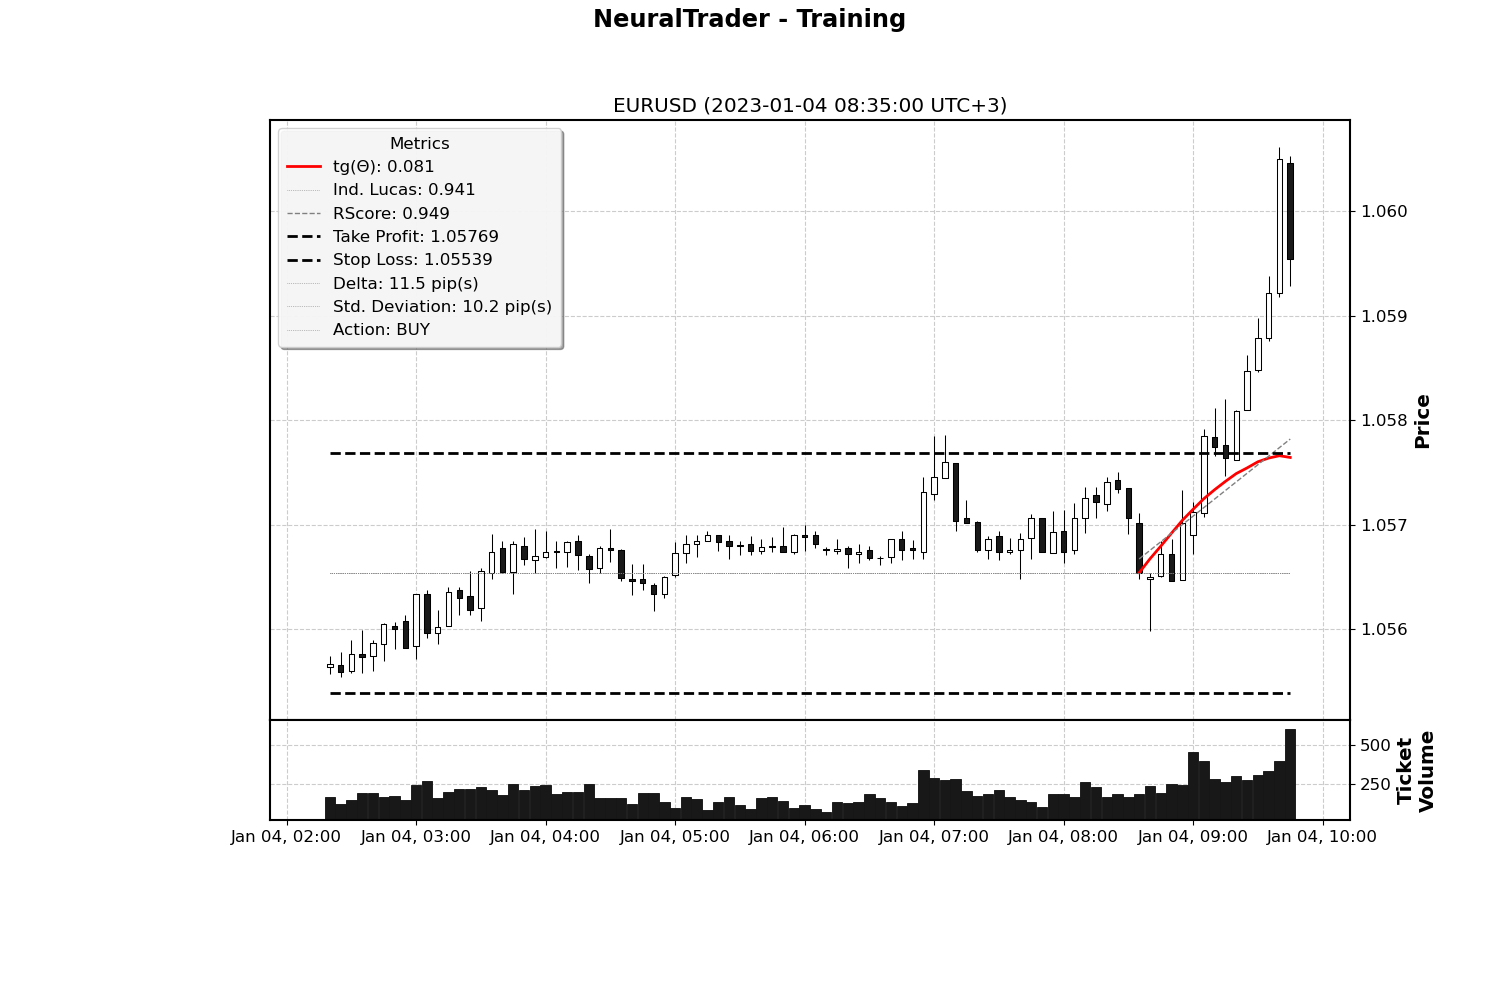 NeuralTrader - Training
EURUSD (2023-01-04 08:35:00 UTC+3)
Metrics
tg(Θ): 0.081
Ind. Lucas: 0.941
RScore: 0.949
Take Profit: 1.05769
Stop Loss: 1.05539
Delta: 11.5 pip(s)
Std. Deviation: 10.2 pip(s)
Action: BUY
1.060
1.059
1.058
1.057
1.056
Price
500
250
Ticket
Volume
Jan 04, 02:00
Jan 04, 03:00
Jan 04, 04:00
Jan 04, 05:00
Jan 04, 06:00
Jan 04, 07:00
Jan 04, 08:00
Jan 04, 09:00
Jan 04, 10:00